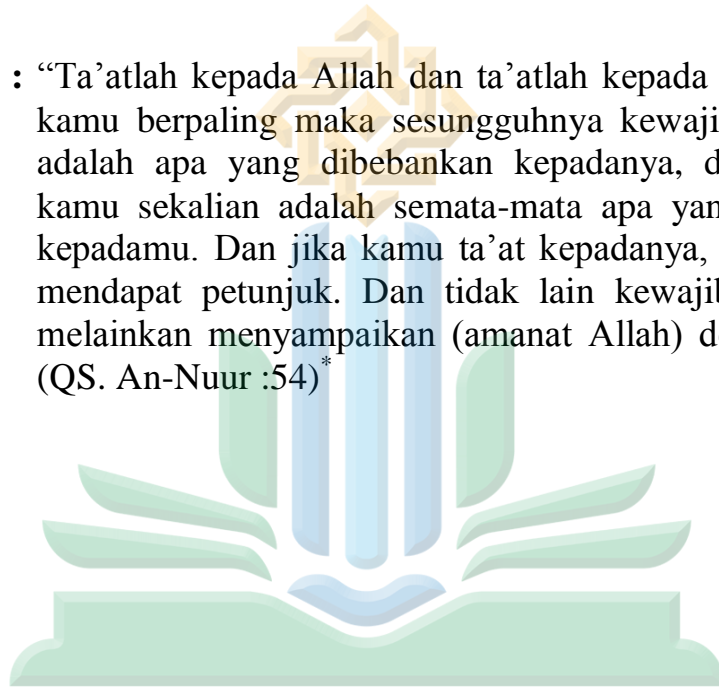 : “Ta’atlah kepada Allah dan ta’atlah kepada
kamu berpaling maka sesungguhnya kewaji
adalah apa yang dibebankan kepadanya, d
kamu sekalian adalah semata-mata apa yan
kepadamu. Dan jika kamu ta’at kepadanya,
mendapat petunjuk. Dan tidak lain kewajib
melainkan menyampaikan (amanat Allah) de
(QS. An-Nuur :54)*